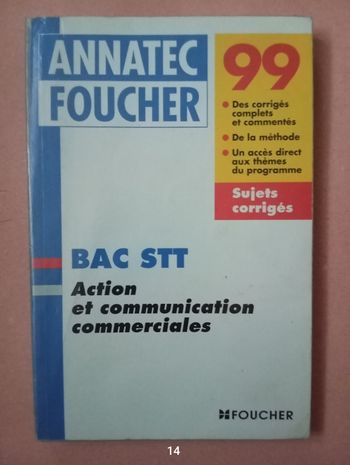 ANNATEC
FOUCHER
99
• Des corrigés
complets
et commentés
• De la méthode
• Un accès direct
aux thèmes
du programme
Sujets
corrigés
BAC STT
Action
et communication
commerciales
FOUCHER
14